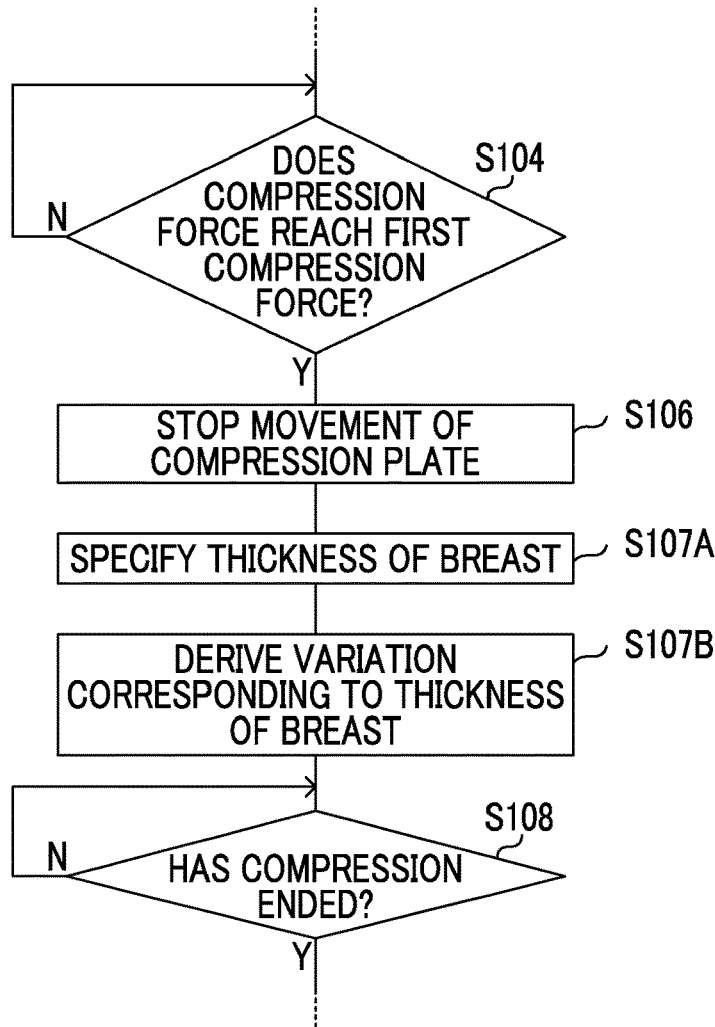 DOES
COMPRESSION
FORCE REACH FIRST
COMPRESSION
FORCE?
S104
N
Y
STOP MOVEMENT OF
COMPRESSION PLATE
S106
SPECIFY THICKNESS OF BREAST
S107A
DERIVE VARIATION
CORRESPONDING TO THICKNESS
OF BREAST
S107B
HAS COMPRESSION
ENDED?
S108
N
Y